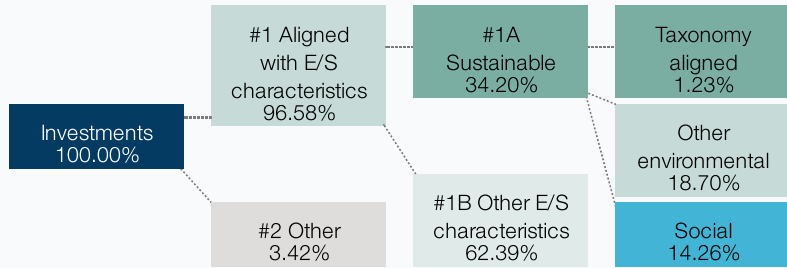 Investments
100.00%
#1 Aligned
with E/S
characteristics
96.58%
#2 Other
3.42%
#1A
Sustainable
34.20%
#1B Other E/S
characteristics
62.39%
Taxonomy
aligned
1.23%
Other
environmental
18.70%
Social
14.26%